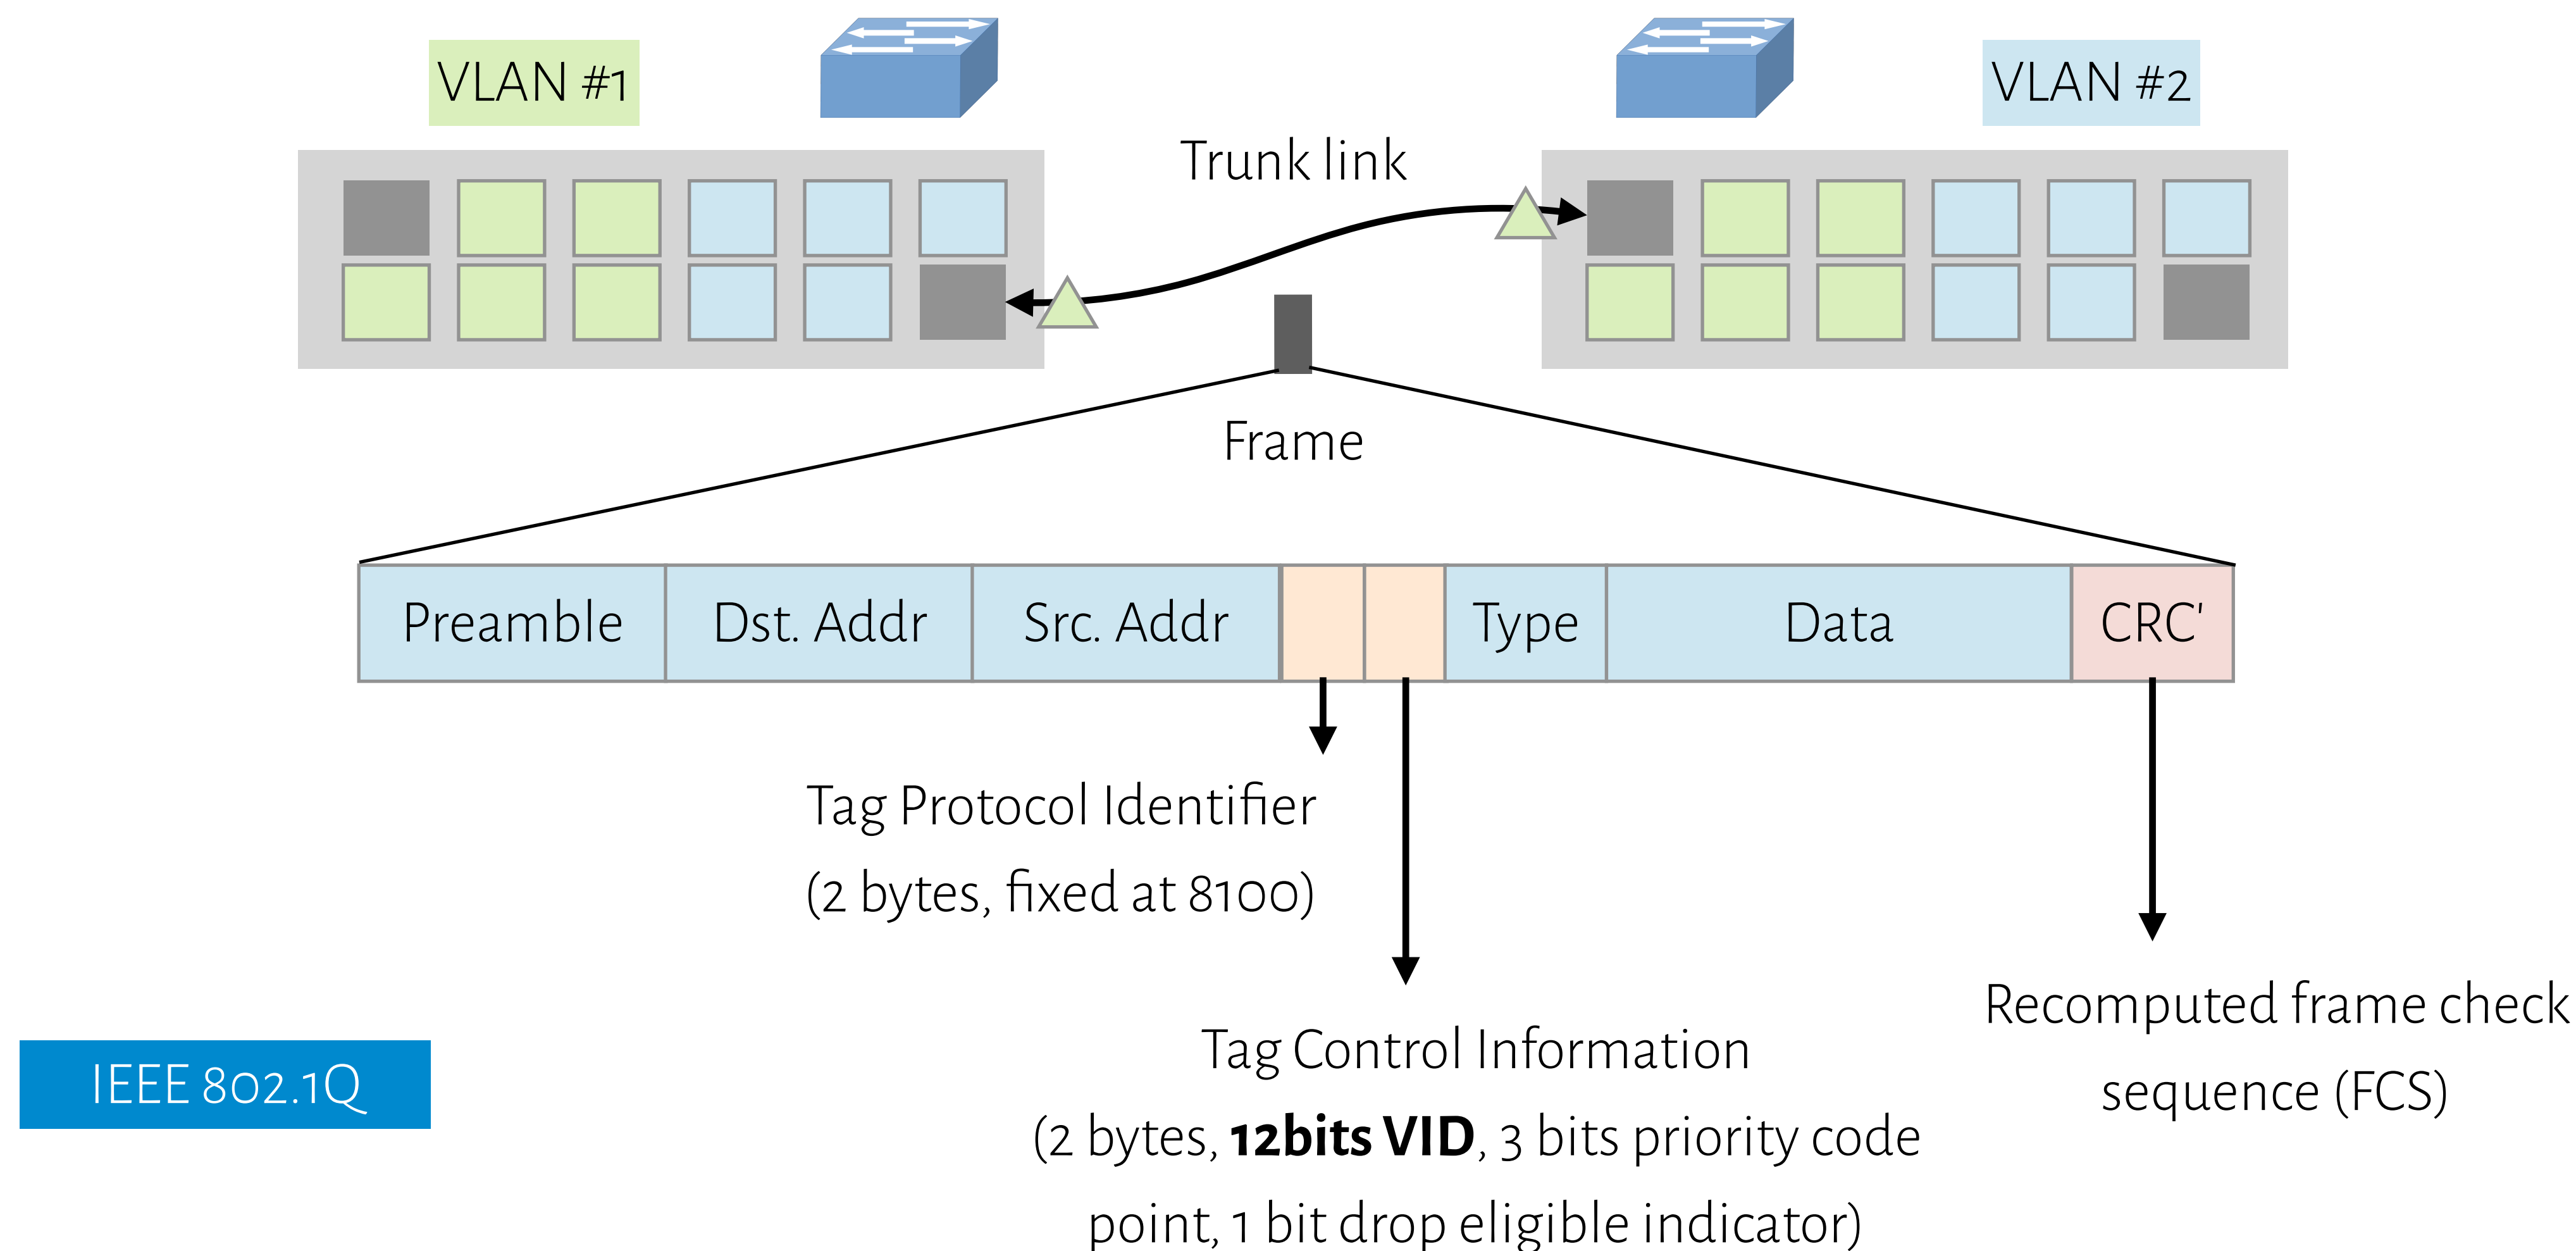 VLAN #1
VLAN #2
Trunk link
Frame
Preamble
Dst. Addr
Src. Addr
Type
Data
CRC'
Tag Protocol Identifier
(2 bytes, fixed at 8100)
Tag Control Information
(2 bytes, 12bits VID, 3 bits priority code
point, 1 bit drop eligible indicator)
Recomputed frame check
sequence (FCS)
IEEE 802.1Q